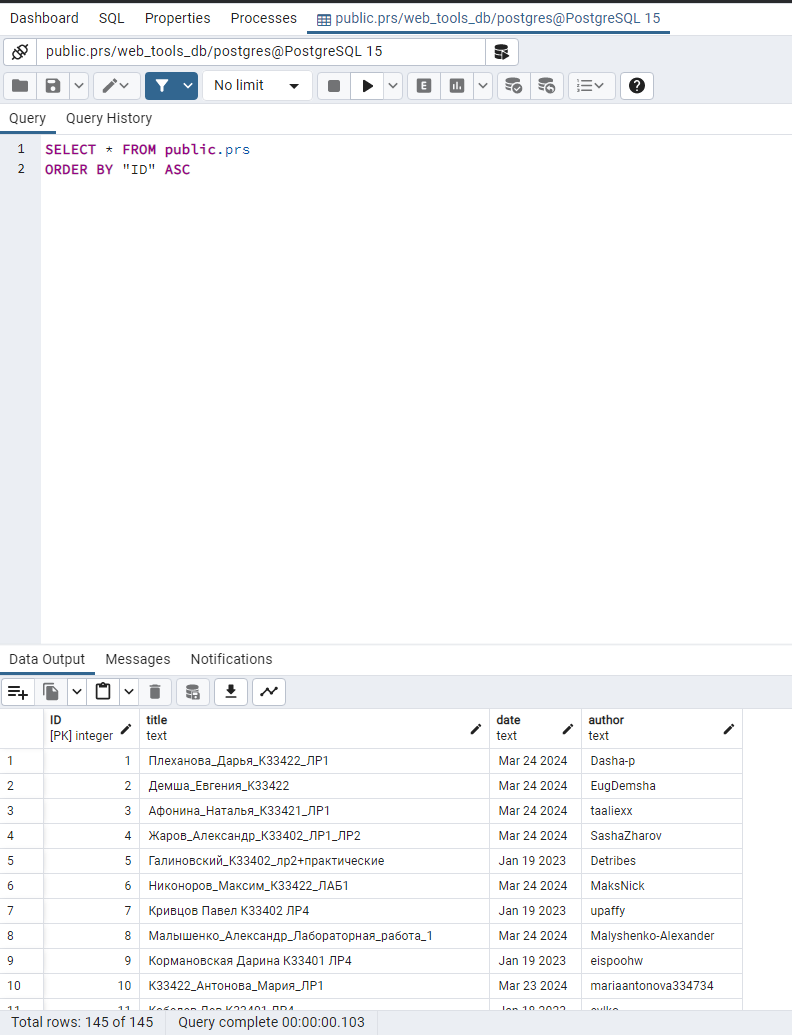 Dashboard SQL Properties Processes public.prs/web_tools_db/postgres@PostgreSQL 15
public.prs/web_tools_db/postgres@PostgreSQL 15
No limit E
Query Query History
1 SELECT * FROM public.prs
2 ORDER BY "ID" ASC
Data Output Messages Notifications
ID title date author
[PK] integer text text text
1 1 Плеханова_Дарья_К33422_ЛР1 Mar 24 2024 Dasha-p
2 2 Демша_Евгения_К33422 Mar 24 2024 EugDemsha
3 3 Афонина_Наталья_К33421_ЛР1 Mar 24 2024 taaliexx
4 4 Жаров_Александр_К33402_ЛР1_ЛР2 Mar 24 2024 SashaZharov
5 5 Галиновский_К33402_лр2+практические Jan 19 2023 Detribes
6 6 Никоноров_Максим_К33422_ЛАБ1 Mar 24 2024 MaksNick
7 7 Кривцов Павел К33402 ЛР4 Jan 19 2023 upaffy
8 8 Малышенко_Александр_Лабораторная_работа_1 Mar 24 2024 Malyshenko-Alexander
9 9 Кормановская Дарина К33401 ЛР4 Jan 19 2023 eispoohw
10 10 К33422_Антонова_Мария_ЛР1 Mar 23 2024 mariaantonova334734
Total rows: 145 of 145 Query complete 00:00:00.103